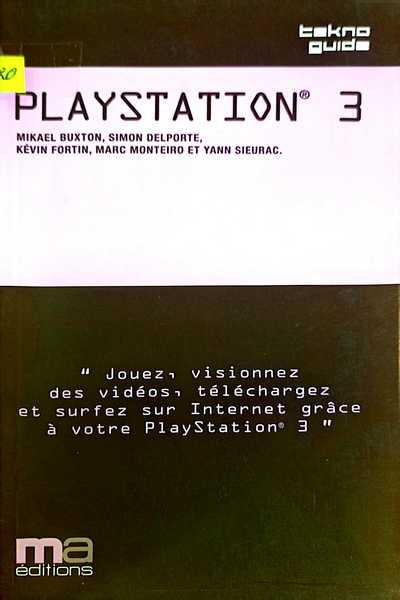 tekno
guide
PLAYSTATION® 3
MIKAEL BUXTON, SIMON DELPORTE,
KÉVIN FORTIN, MARC MONTEIRO ET YANN SIEURAC.
" Jouez, visionnez
des vidéos, téléchargez
et surfez sur Internet grâce
à votre PlayStation® 3 "
ma
éditions